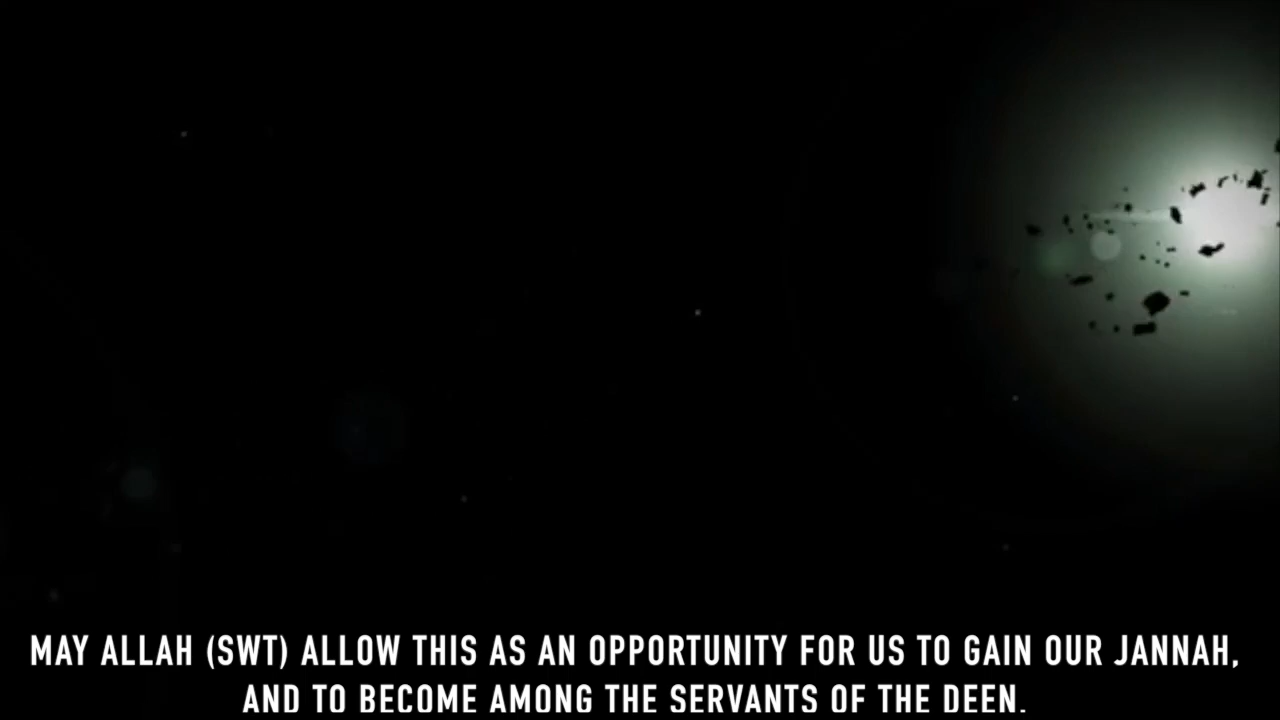 MAY ALLAH (SWT) ALLOW THIS AS AN OPPORTUNITY FOR US TO GAIN OUR JANNAH,
AND TO BECOME AMONG THE SERVANTS OF THE DEEN.